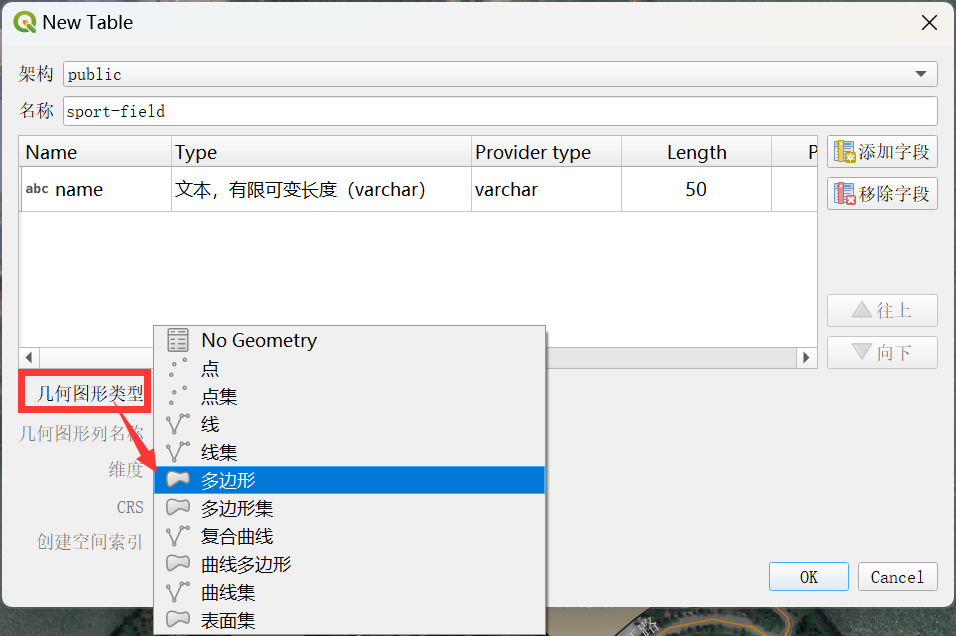 New Table
架构 public
名称 sport-field
Name Type Provider type Length P
添加字段
abc name 文本，有限可变长度（varchar） varchar 50
移除字段
往上
向下
No Geometry
点
点集
线
线集
多边形
多边形集
复合曲线
曲线多边形
曲线集
表面集
几何图形类型
几何图形列名称
维度
CRS
创建空间索引
OK Cancel
路